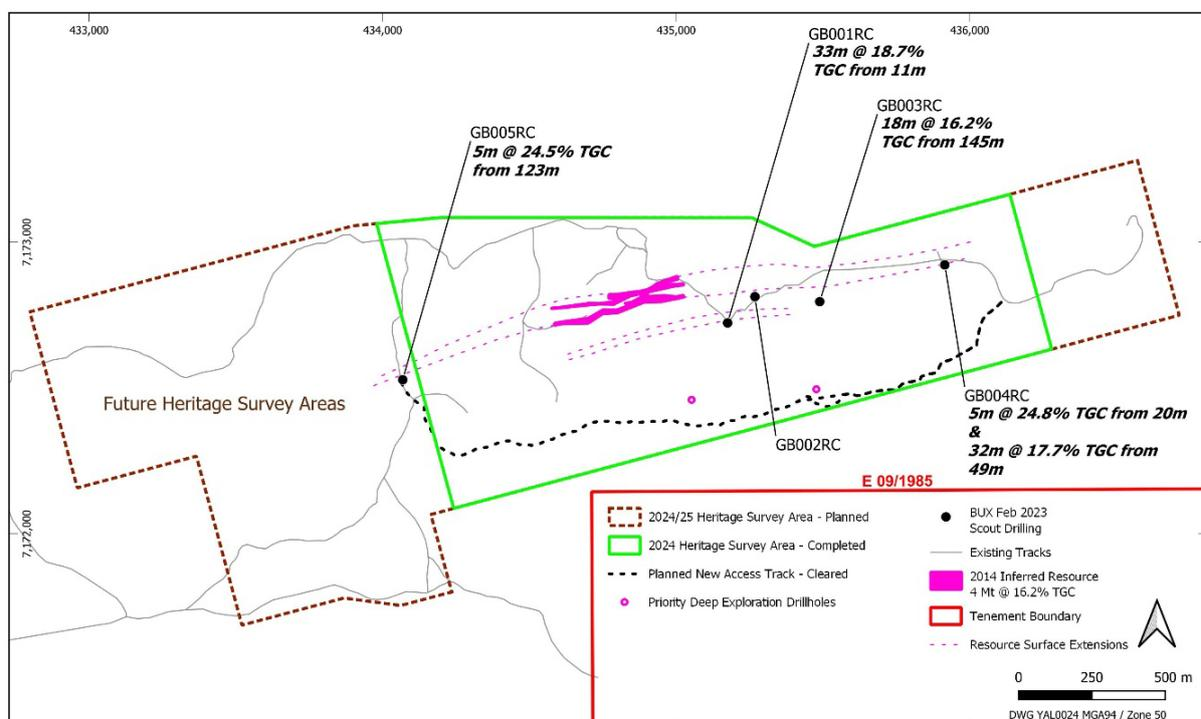 433,000
434,000
435,000
436,000
GB001RC
33m @ 18.7%
TGC from 11m
GB003RC
18m @ 16.2%
TGC from 145m
GB005RC
5m @ 24.5% TGC
from 123m
7,173,000
Future Heritage Survey Areas
GB004RC
5m @ 24.8% TGC from 20m
&
32m @ 17.7% TGC from
49m
GB002RC
7,172,000
E 09/1985
2024/25 Heritage Survey Area - Planned
2024 Heritage Survey Area - Completed
Planned New Access Track - Cleared
Priority Deep Exploration Drillholes
BUX Feb 2023
Scout Drilling
Existing Tracks
2014 Inferred Resource
4 Mt @ 16.2% TGC
Tenement Boundary
Resource Surface Extensions
0 250 500 m
DWG YAL0024 MGA94 / Zone 50